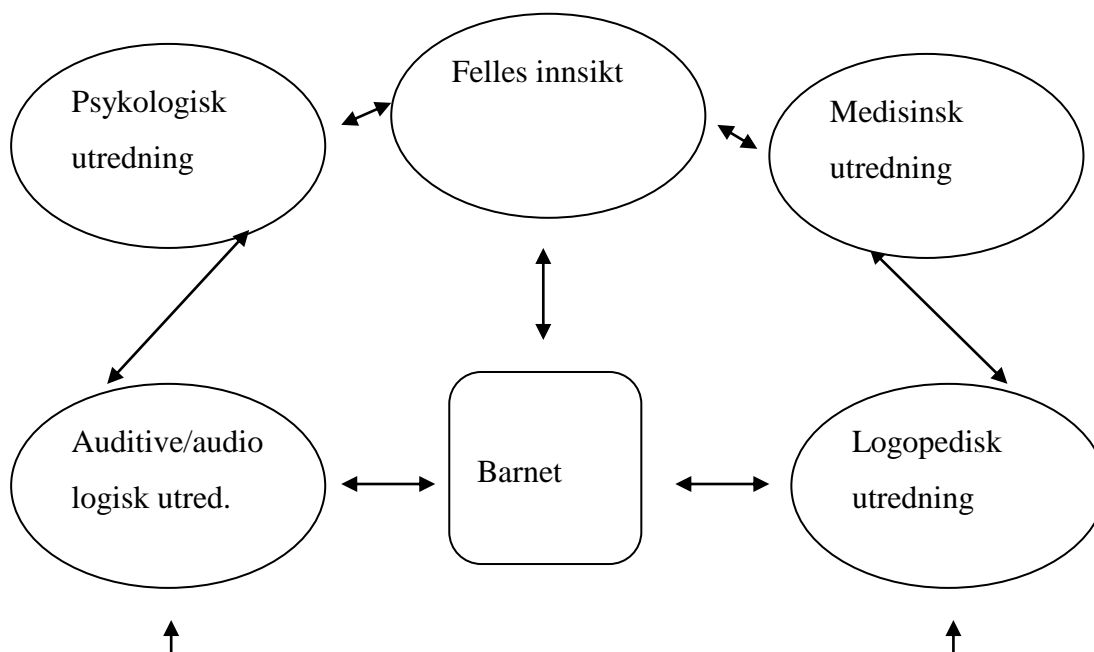 Psykologisk
utredning
Felles innsikt
Medisinsk
utredning
Auditive/audio
logisk utred.
Barnet
Logopedisk
utredning